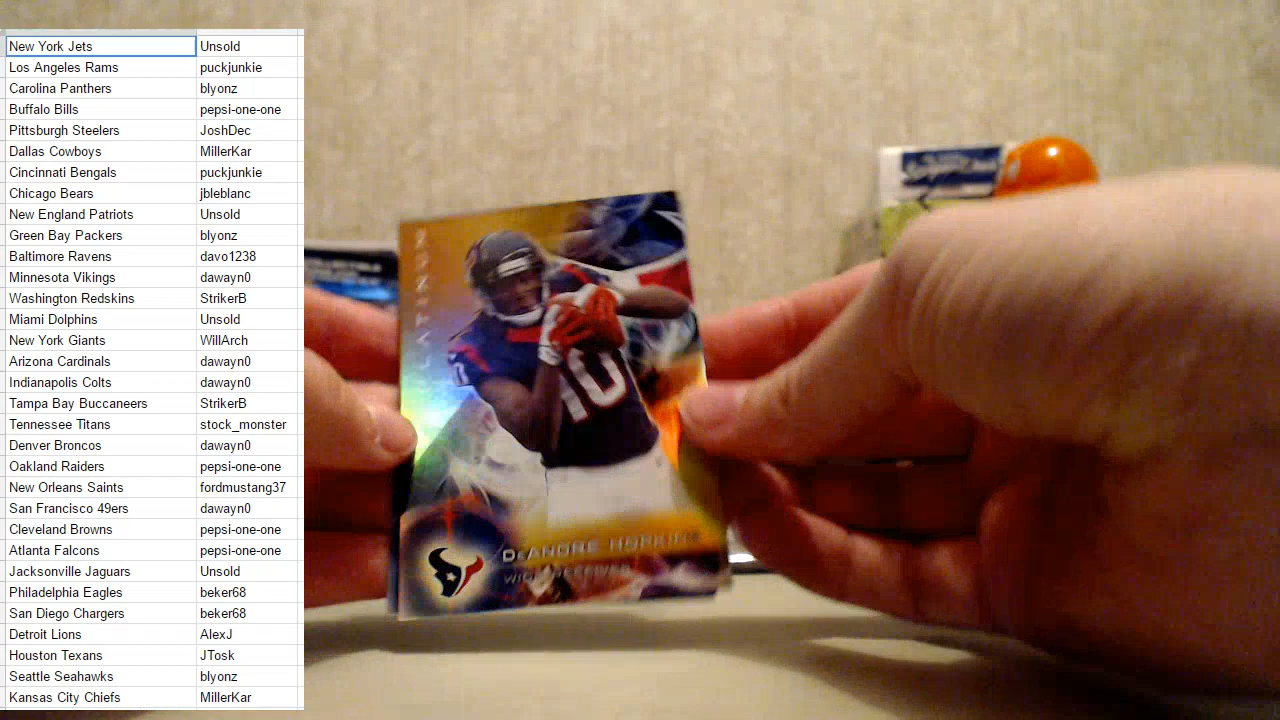 New York Jets Unsold
Los Angeles Rams puckjunkie
Carolina Panthers blyonz
Buffalo Bills pepsi-one-one
Pittsburgh Steelers JoshDec
Dallas Cowboys MillerKar
Cincinnati Bengals puckjunkie
Chicago Bears jbleblanc
New England Patriots Unsold
Green Bay Packers blyonz
Baltimore Ravens davo1238
Minnesota Vikings dawayn0
Washington Redskins StrikerB
Miami Dolphins Unsold
New York Giants WillArch
Arizona Cardinals dawayn0
Indianapolis Colts dawayn0
Tampa Bay Buccaneers StrikerB
Tennessee Titans stock_monster
Denver Broncos dawayn0
Oakland Raiders pepsi-one-one
New Orleans Saints fordmustang37
San Francisco 49ers dawayn0
Cleveland Browns pepsi-one-one
Atlanta Falcons pepsi-one-one
Jacksonville Jaguars Unsold
Philadelphia Eagles beker68
San Diego Chargers beker68
Detroit Lions AlexJ
Houston Texans JTosk
Seattle Seahawks blyonz
Kansas City Chiefs MillerKar
PLATINUM
10
DEANDRE HOPKINS
WIDE RECEIVER